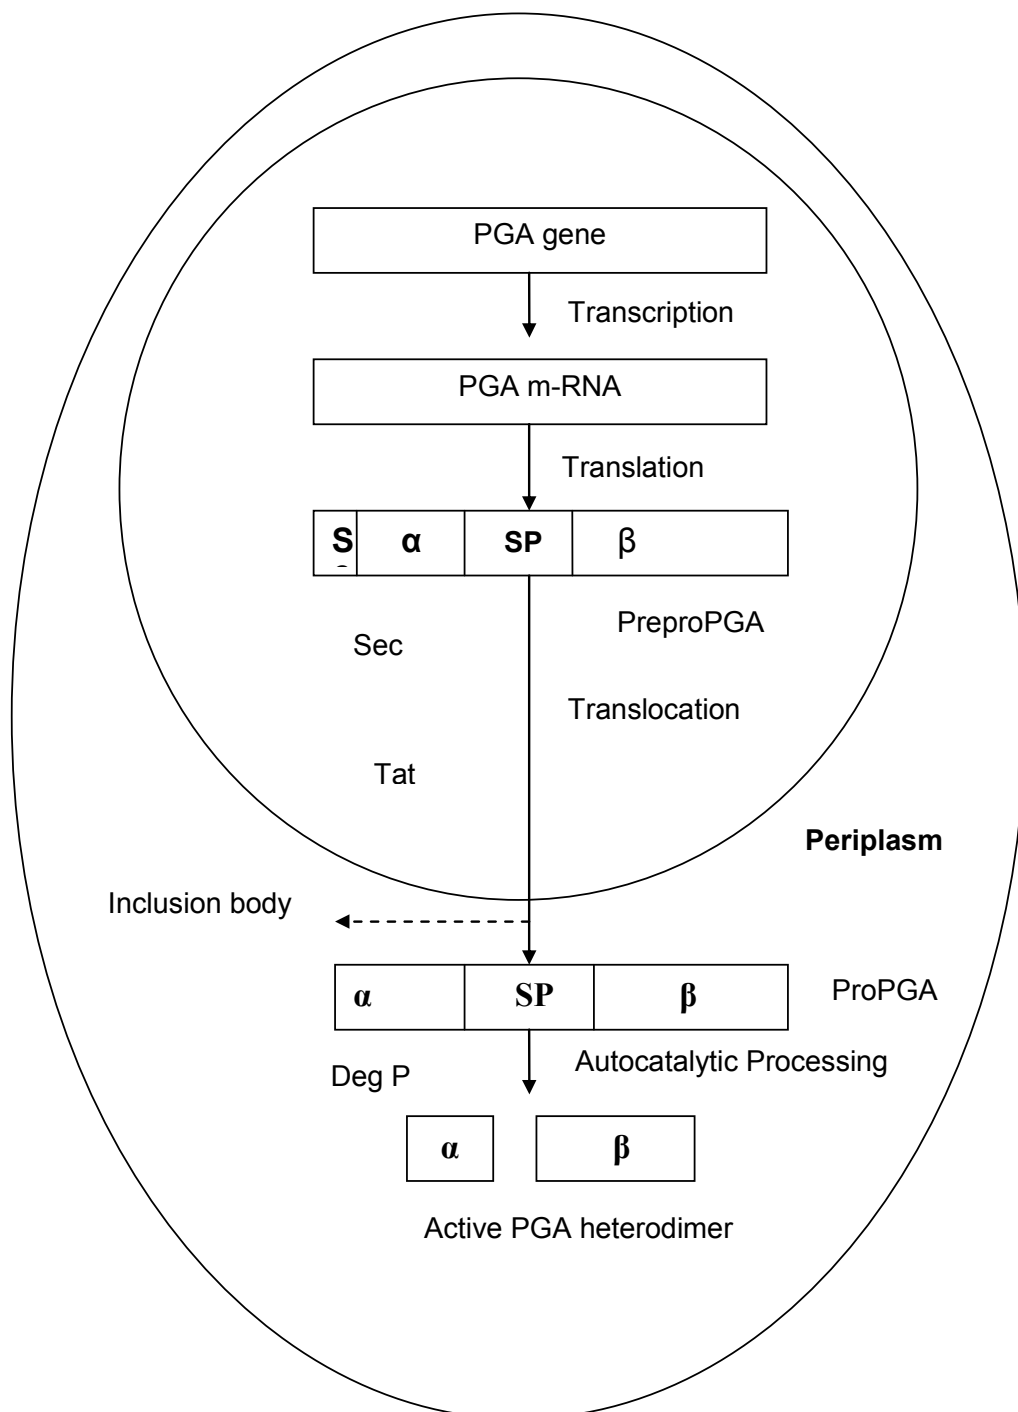 PGA gene
Transcription
PGA m-RNA
Translation
S α SP β
PreproPGA
Sec
Translocation
Tat
Periplasm
Inclusion body
α SP β
ProPGA
Autocatalytic Processing
Deg P
α β
Active PGA heterodimer